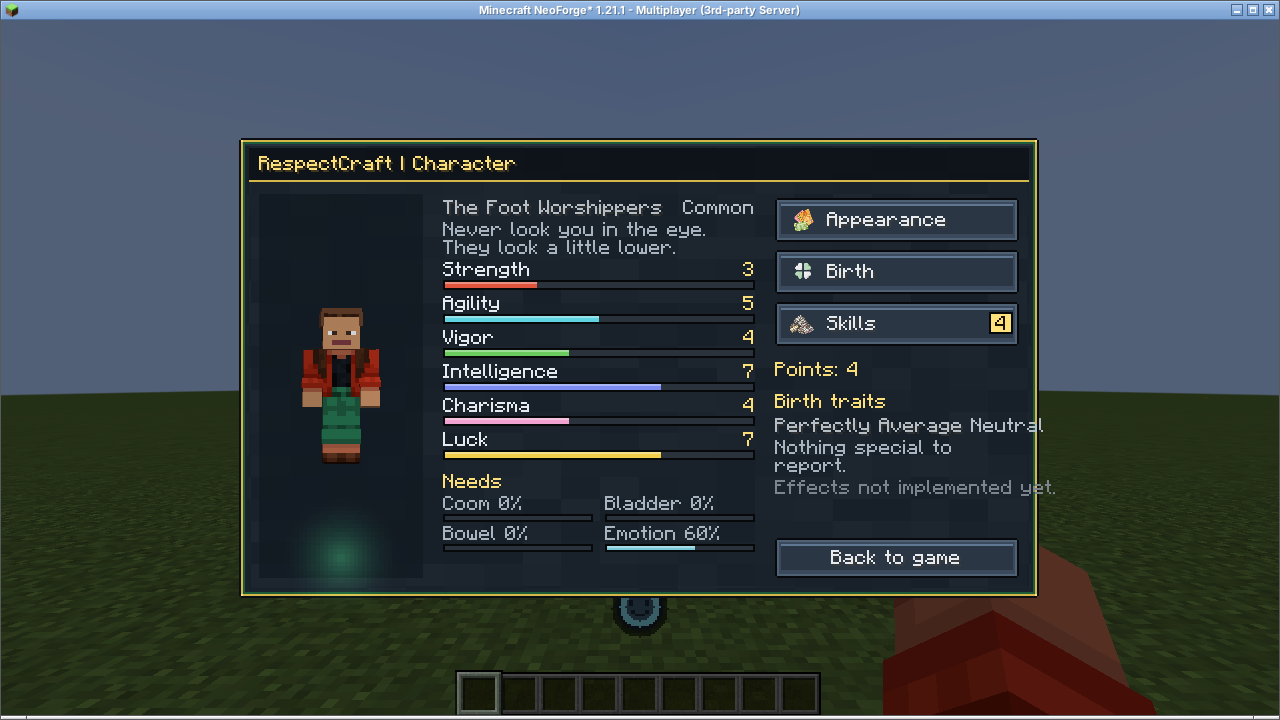 Minecraft NeoForge* 1.21.1 - Multiplayer (3rd-party Server)
RespectCraft | Character
The Foot Worshippers Common
Never look you in the eye.
They look a little lower.
Strength 3
Agility 5
Vigor 4
Intelligence 7
Charisma 4
Luck 7
Needs
Coom 0% Bladder 0%
Bowel 0% Emotion 60%
Appearance
Birth
Skills 4
Points: 4
Birth traits
Perfectly Average Neutral
Nothing special to
report.
Effects not implemented yet.
Back to game